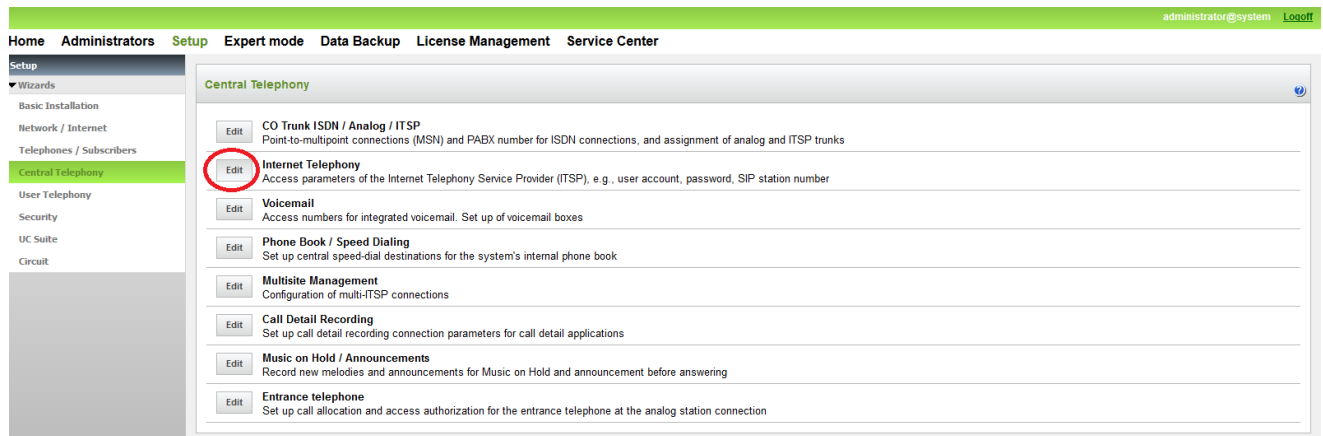 administrator@system Logoff
Home Administrators Setup Expert mode Data Backup License Management Service Center
Setup
Wizards
Basic Installation
Network / Internet
Telephones / Subscribers
Central Telephony
User Telephony
Security
UC Suite
Circuit
Central Telephony
?
Edit
CO Trunk ISDN / Analog / ITSP
Point-to-multipoint connections (MSN) and PABX number for ISDN connections, and assignment of analog and ITSP trunks
Edit
Internet Telephony
Access parameters of the Internet Telephony Service Provider (ITSP), e.g., user account, password, SIP station number
Edit
Voicemail
Access numbers for integrated voicemail. Set up of voicemail boxes
Edit
Phone Book / Speed Dialing
Set up central speed-dial destinations for the system's internal phone book
Edit
Multisite Management
Configuration of multi-ITSP connections
Edit
Call Detail Recording
Set up call detail recording connection parameters for call detail applications
Edit
Music on Hold / Announcements
Record new melodies and announcements for Music on Hold and announcement before answering
Edit
Entrance telephone
Set up call allocation and access authorization for the entrance telephone at the analog station connection